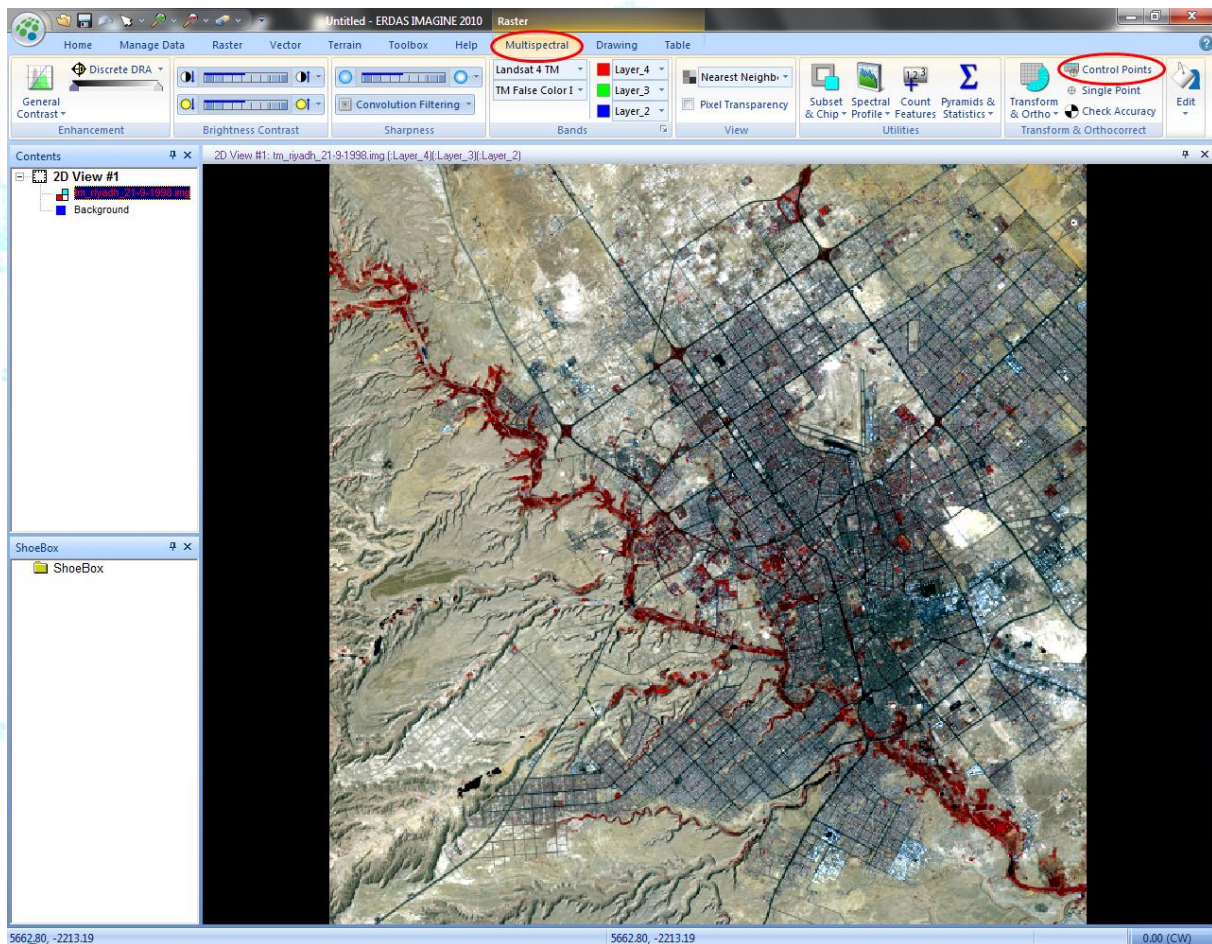 Untitled - ERDAS IMAGINE 2010
Raster
Home Manage Data Raster Vector Terrain Toolbox Help Multispectral Drawing Table
General Contrast
Discrete DRA
Enhancement
Brightness Contrast
Convolution Filtering
Sharpness
Landsat 4 TM
TM False Color I
Layer_4
Layer_3
Layer_2
Bands
Nearest Neighb
Pixel Transparency
View
Subset & Chip
Spectral Profile
Count Features
Pyramids & Statistics
Utilities
Transform & Ortho
Control Points
Single Point
Check Accuracy
Transform & Orthocorrect
Edit
Contents
2D View #1
tm_riyadh_21-9-1998.img
Background
ShoeBox
ShoeBox
2D View #1: tm_riyadh_21-9-1998.img (:Layer_4)(:Layer_3)(:Layer_2)
5662.80, -2213.19
5662.80, -2213.19
0.00 (CW)